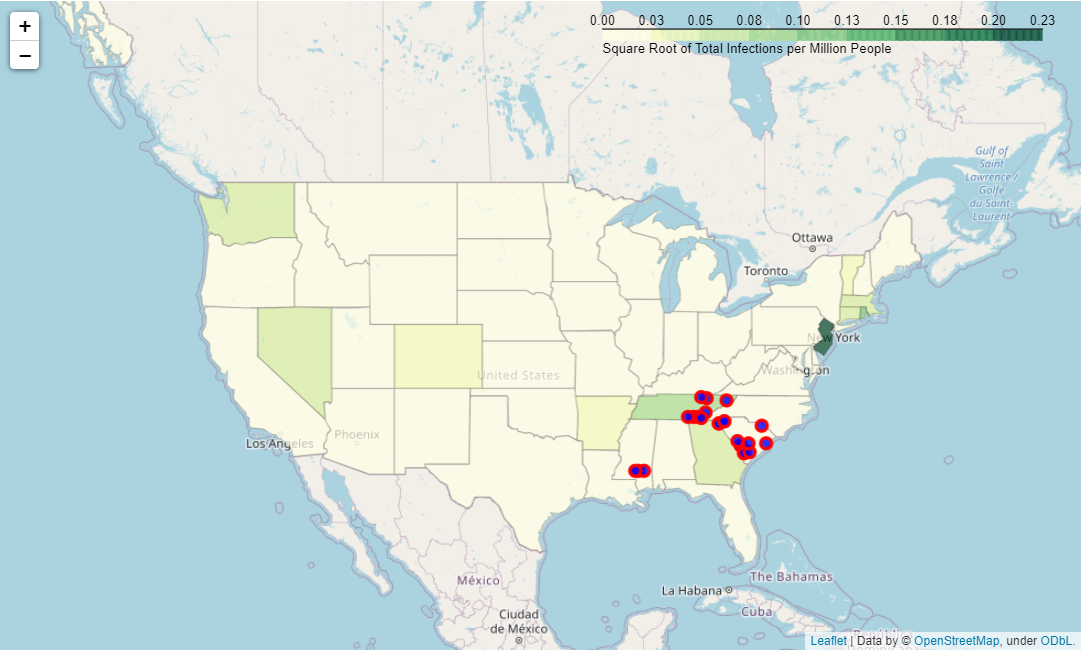 +
−
0.00 0.03 0.05 0.08 0.10 0.13 0.15 0.18 0.20 0.23
Square Root of Total Infections per Million People
Gulf of
Saint
Lawrence /
Golfe
du Saint-
Laurent
Ottawa
Toronto
New York
Washington
United States
Phoenix
Los Angeles
México
Ciudad
de México
La Habana
The Bahamas
Cuba
Leaflet | Data by © OpenStreetMap, under ODbL.